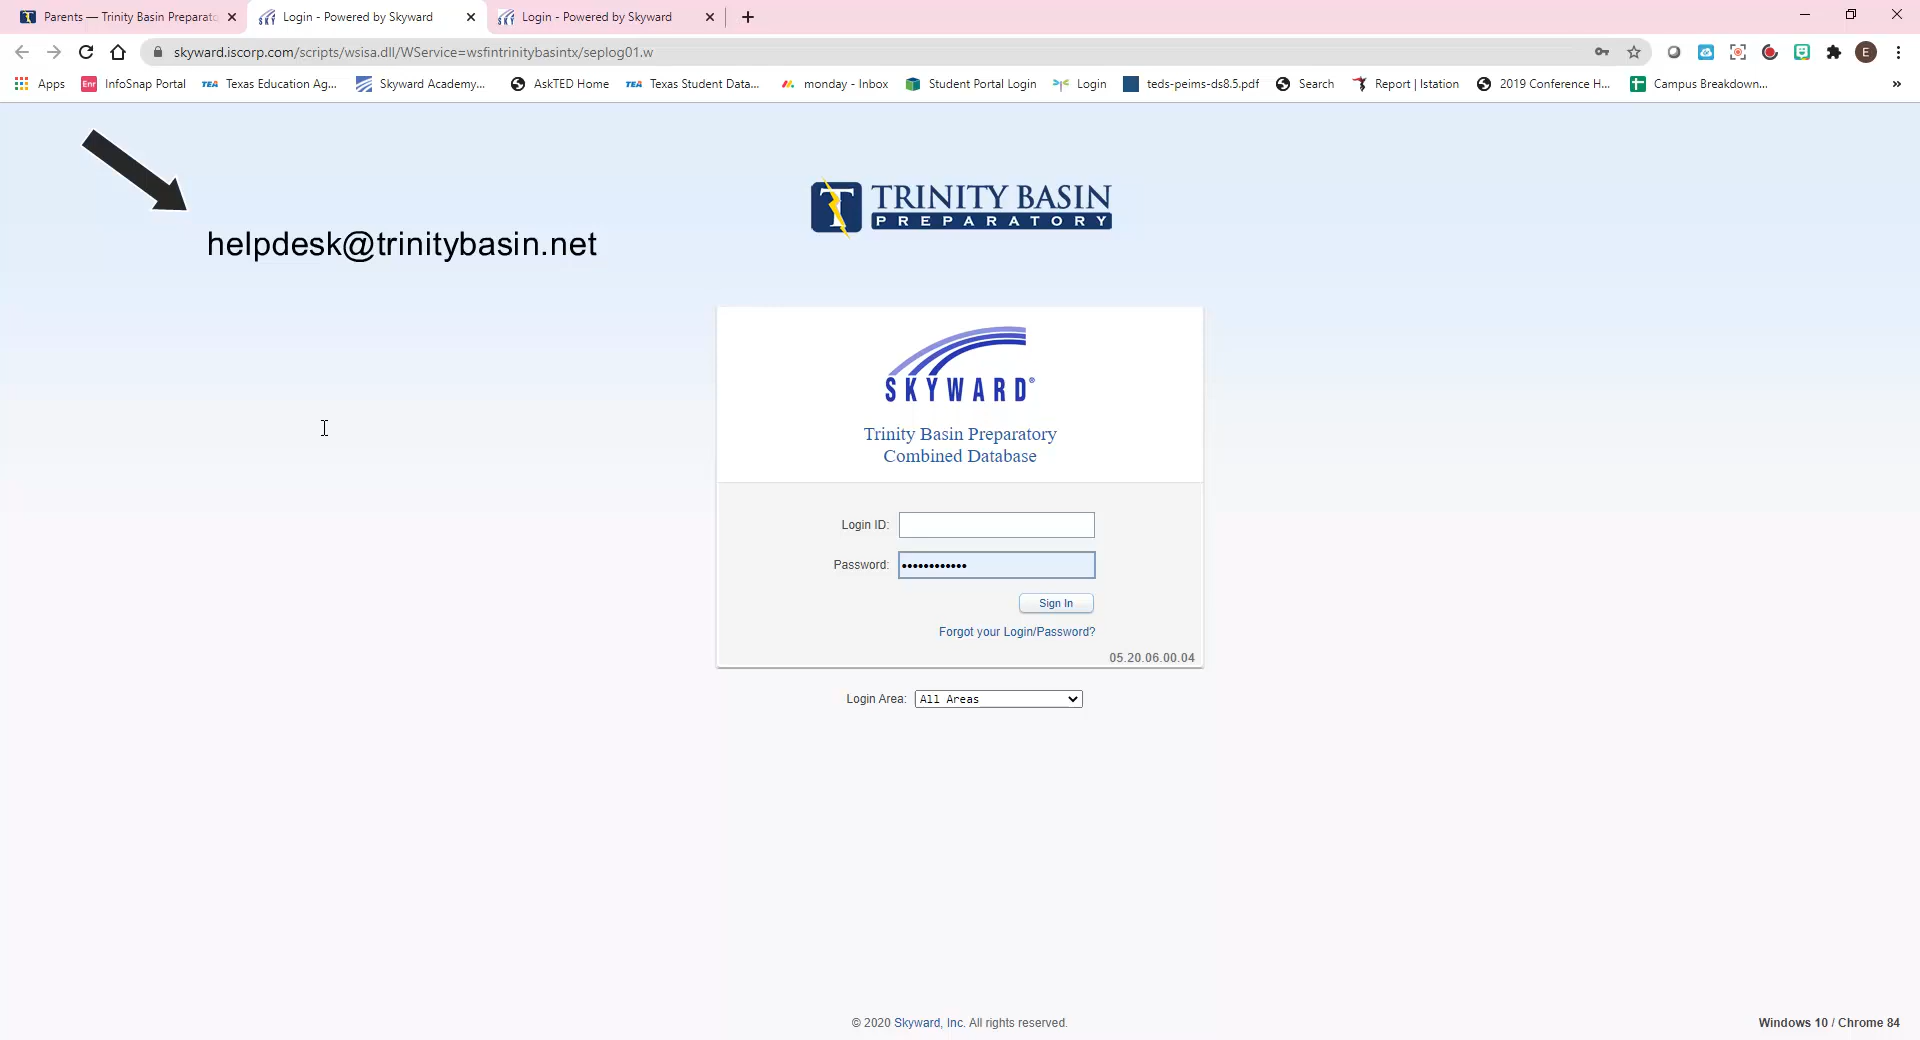 Parents — Trinity Basin Preparato
Login - Powered by Skyward
Login - Powered by Skyward
skyward.iscorp.com/scripts/wsisa.dll/WService=wsfintrinitybasintx/seplog01.w
E
Apps
Enr InfoSnap Portal
TEA Texas Education Ag...
Skyward Academy...
AskTED Home
TEA Texas Student Data...
monday - Inbox
Student Portal Login
Login
teds-peims-ds8.5.pdf
Search
Report | Istation
2019 Conference H...
Campus Breakdown...
»
helpdesk@trinitybasin.net
T TRINITY BASIN
PREPARATORY
SKYWARD®
Trinity Basin Preparatory
Combined Database
Login ID:
Password: ••••••••••••
Sign In
Forgot your Login/Password?
05.20.06.00.04
Login Area: All Areas
© 2020 Skyward, Inc. All rights reserved.
Windows 10 / Chrome 84